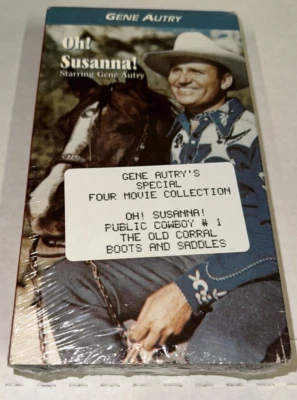 GENE AUTRY
Oh!
Susanna!
Starring Gene Autry
GENE AUTRY'S
SPECIAL
FOUR MOVIE COLLECTION
OH! SUSANNA!
PUBLIC COWBOY # 1
THE OLD CORRAL
BOOTS AND SADDLES